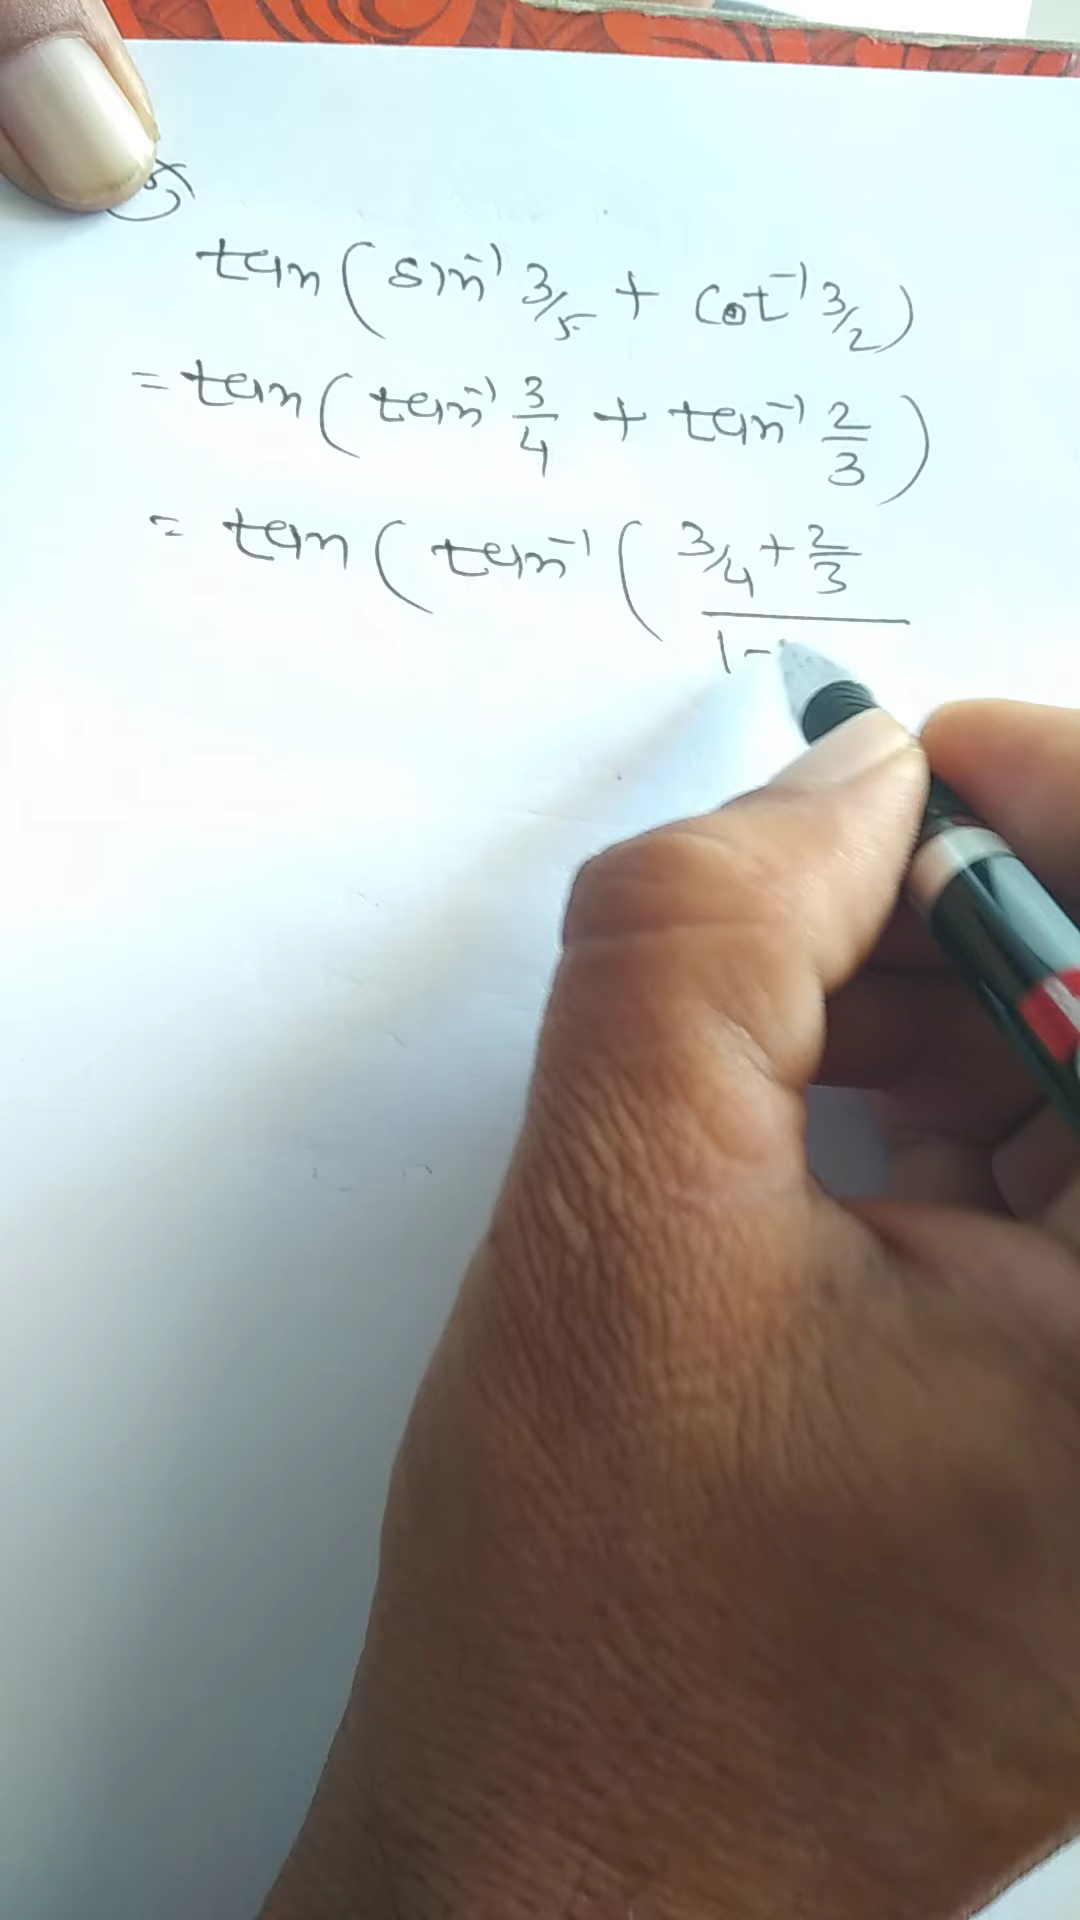 tan ( sin⁻¹ 3/5 + cot⁻¹ 3/2 )
= tan ( tan⁻¹ 3/4 + tan⁻¹ 2/3 )
= tan ( tan⁻¹ ( 3/4 + 2/3
1 -